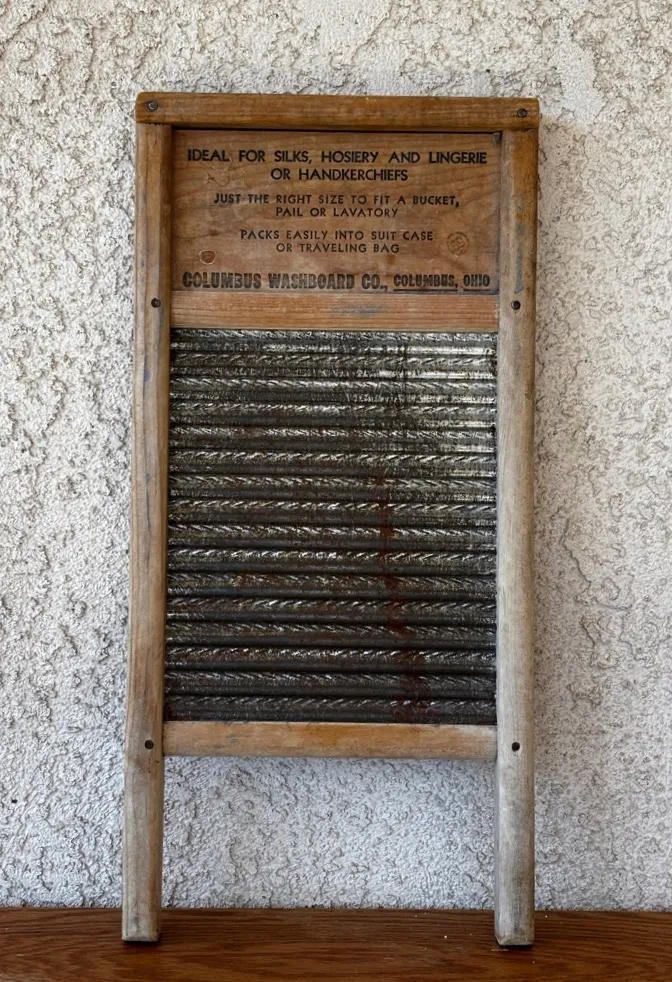 IDEAL FOR SILKS, HOSIERY AND LINGERIE
OR HANDKERCHIEFS
JUST THE RIGHT SIZE TO FIT A BUCKET,
PAIL OR LAVATORY
PACKS EASILY INTO SUIT CASE
OR TRAVELING BAG
COLUMBUS WASHBOARD CO., COLUMBUS, OHIO